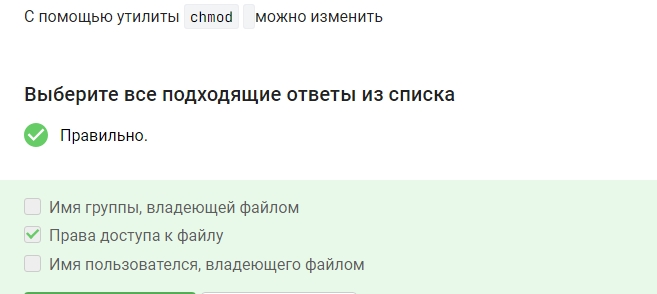 С помощью утилиты chmod можно изменить
Выберите все подходящие ответы из списка
Правильно.
Имя группы, владеющей файлом
Права доступа к файлу
Имя пользователся, владеющего файлом